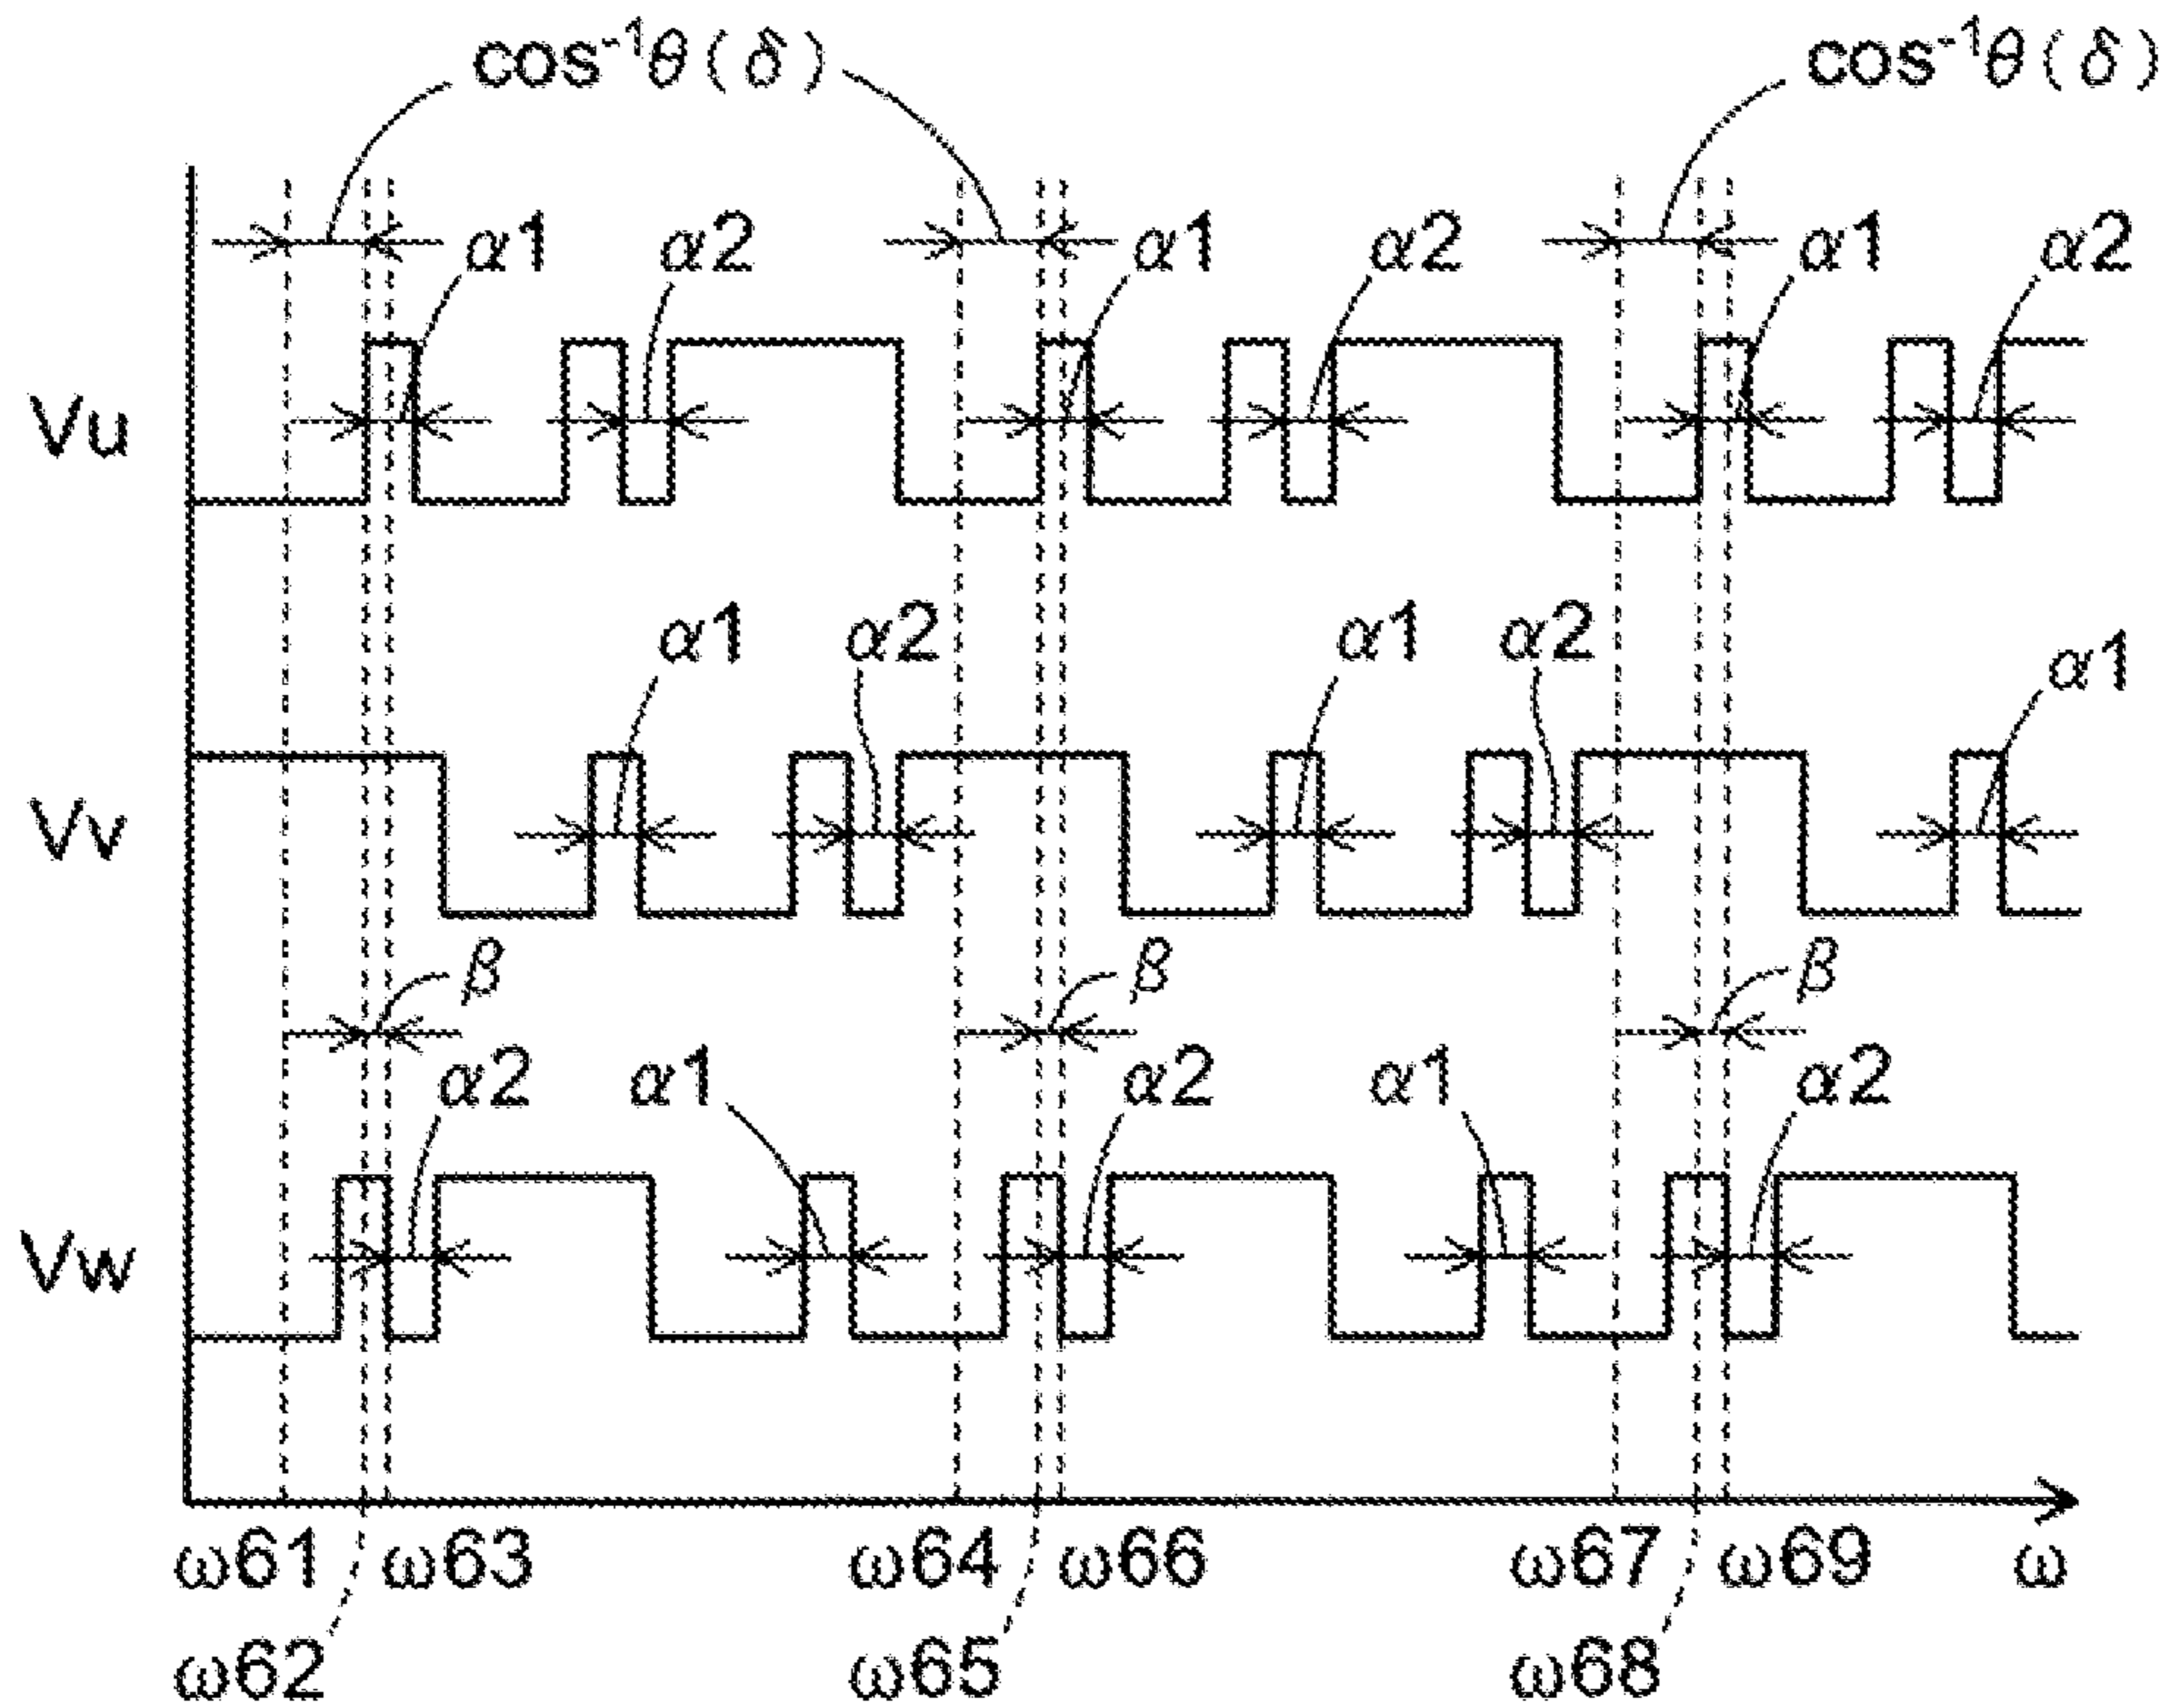 cos⁻¹θ(δ) cos⁻¹θ(δ)
α1 α2 α1 α2 α1 α2
Vu
α1 α2 α1 α2 α1
Vv
β β β
α2 α1 α2 α1 α2
Vw
ω61 ω63 ω64 ω66 ω67 ω69 ω
ω62 ω65 ω68